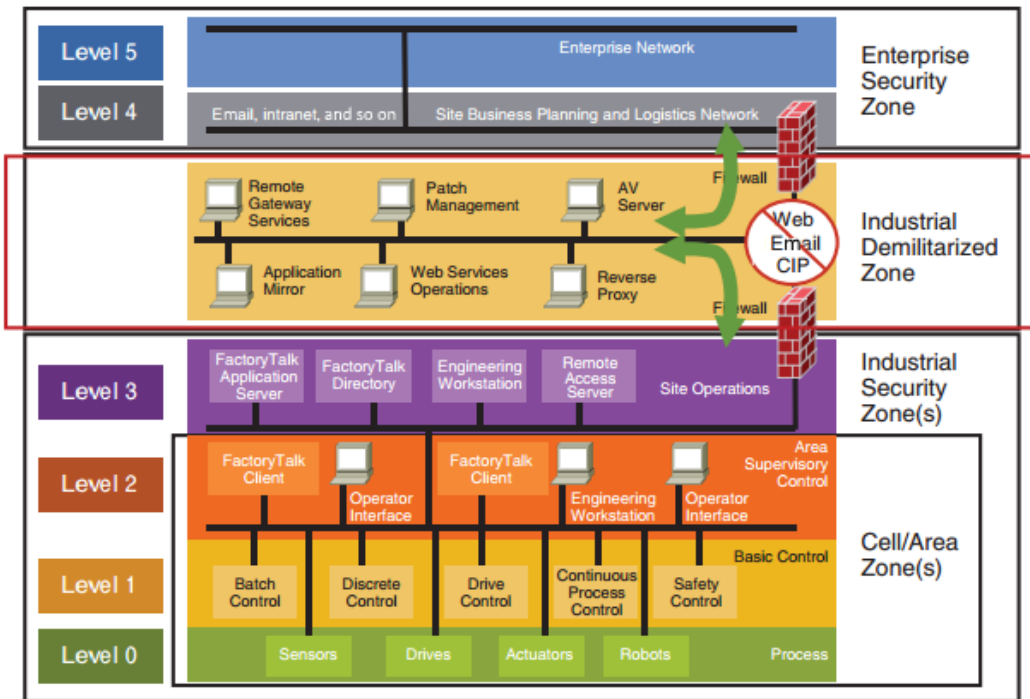 Level 5
Enterprise Network
Enterprise
Security
Zone
Level 4
Email, intranet, and so on
Site Business Planning and Logistics Network
Firewall
Remote
Gateway
Services
Patch
Management
AV
Server
Web
Email
CIP
Industrial
Demilitarized
Zone
Application
Mirror
Web Services
Operations
Reverse
Proxy
Firewall
Level 3
FactoryTalk
Application
Server
FactoryTalk
Directory
Engineering
Workstation
Remote
Access
Server
Site Operations
Industrial
Security
Zone(s)
Level 2
FactoryTalk
Client
Operator
Interface
FactoryTalk
Client
Engineering
Workstation
Operator
Interface
Area
Supervisory
Control
Cell/Area
Zone(s)
Level 1
Basic Control
Batch
Control
Discrete
Control
Drive
Control
Continuous
Process
Control
Safety
Control
Level 0
Sensors
Drives
Actuators
Robots
Process